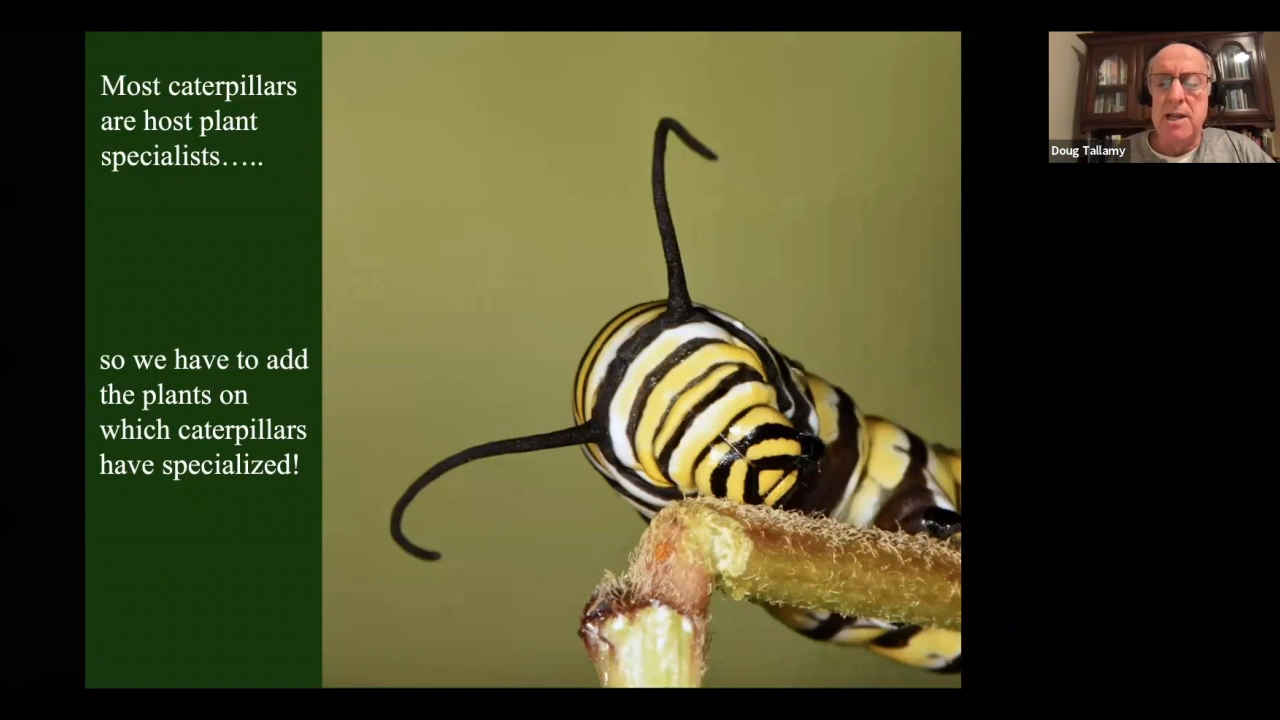 Most caterpillars
are host plant
specialists…..
so we have to add
the plants on
which caterpillars
have specialized!
Doug Tallamy